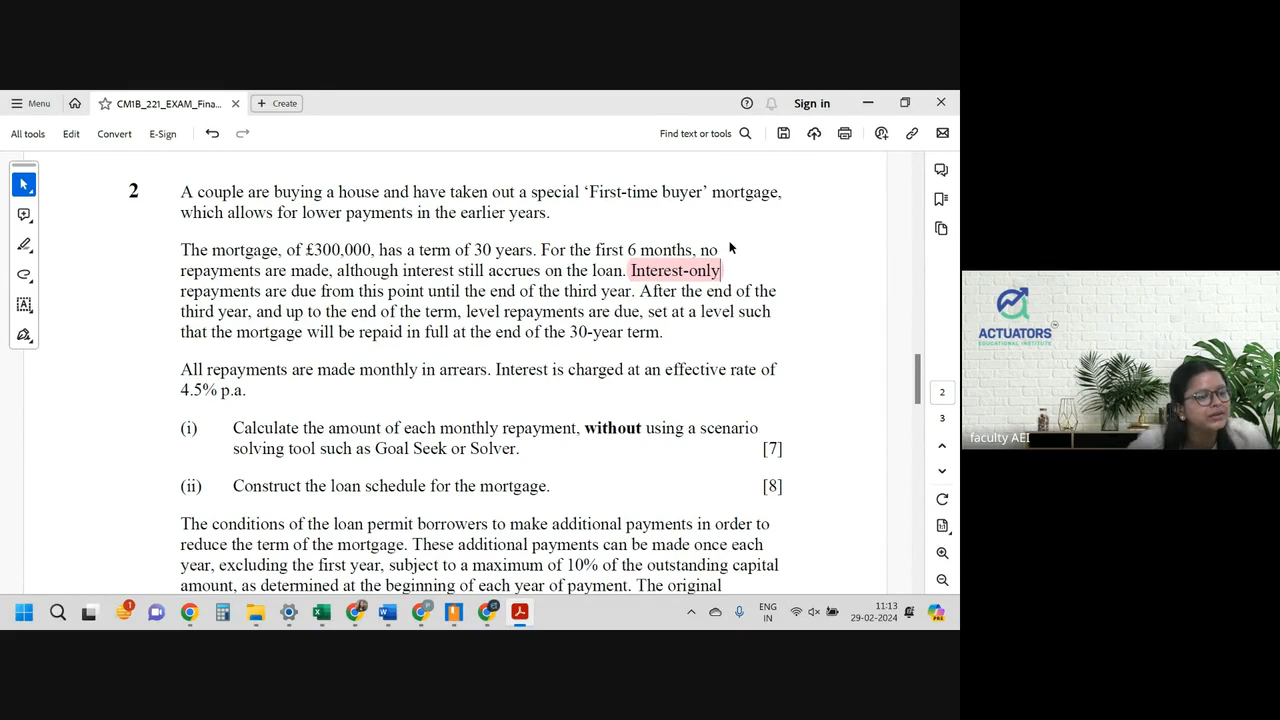 Menu
CM1B_221_EXAM_Fina...
Create
Sign in
All tools
Edit
Convert
E-Sign
Find text or tools
2
A couple are buying a house and have taken out a special ‘First-time buyer’ mortgage,
which allows for lower payments in the earlier years.
The mortgage, of £300,000, has a term of 30 years. For the first 6 months, no
repayments are made, although interest still accrues on the loan. Interest-only
repayments are due from this point until the end of the third year. After the end of the
third year, and up to the end of the term, level repayments are due, set at a level such
that the mortgage will be repaid in full at the end of the 30-year term.
All repayments are made monthly in arrears. Interest is charged at an effective rate of
4.5% p.a.
(i) Calculate the amount of each monthly repayment, without using a scenario
solving tool such as Goal Seek or Solver. [7]
(ii) Construct the loan schedule for the mortgage. [8]
The conditions of the loan permit borrowers to make additional payments in order to
reduce the term of the mortgage. These additional payments can be made once each
year, excluding the first year, subject to a maximum of 10% of the outstanding capital
amount, as determined at the beginning of each year of payment. The original
2
3
ACTUATORS
EDUCATIONAL INSTITUTE
faculty AEI
ENG
IN
11:13
29-02-2024